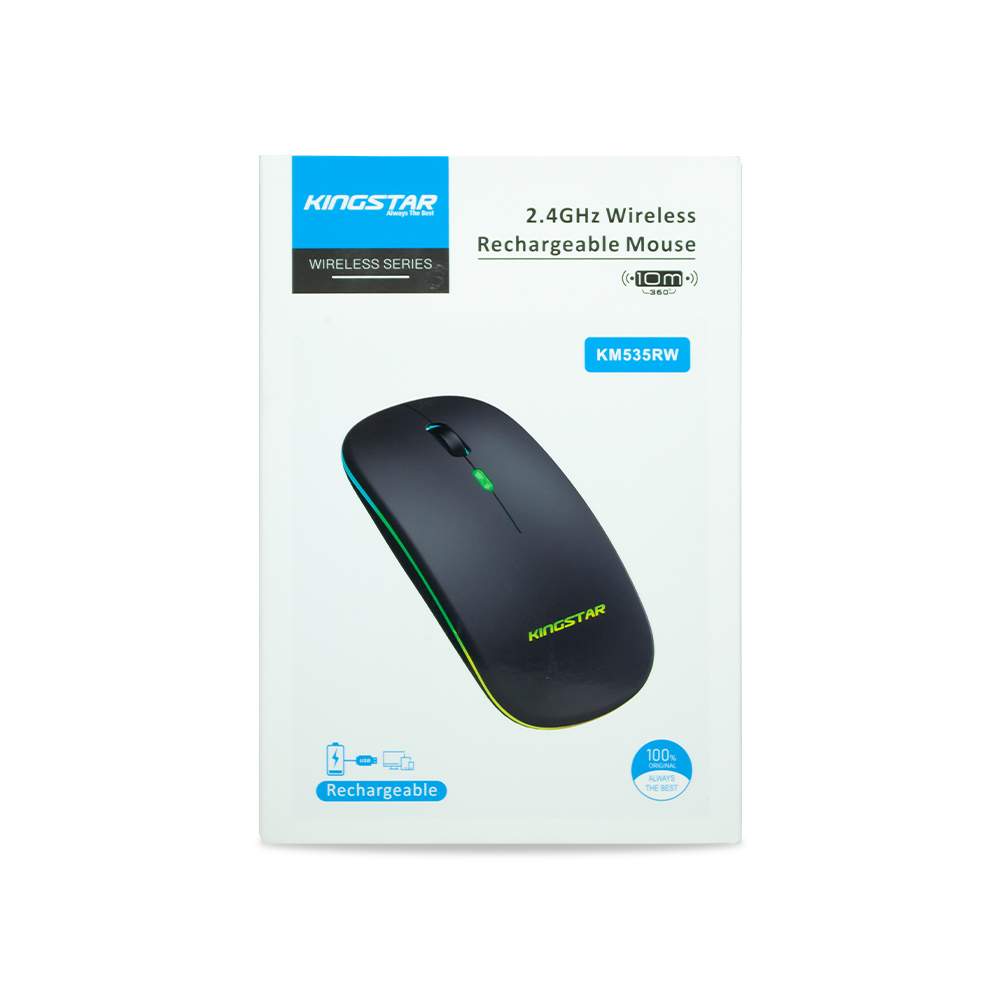 KINGSTAR
Always The Best
WIRELESS SERIES
2.4GHz Wireless
Rechargeable Mouse
10m
360°
KM535RW
KINGSTAR
USB
Rechargeable
100%
ORIGINAL
ALWAYS
THE BEST